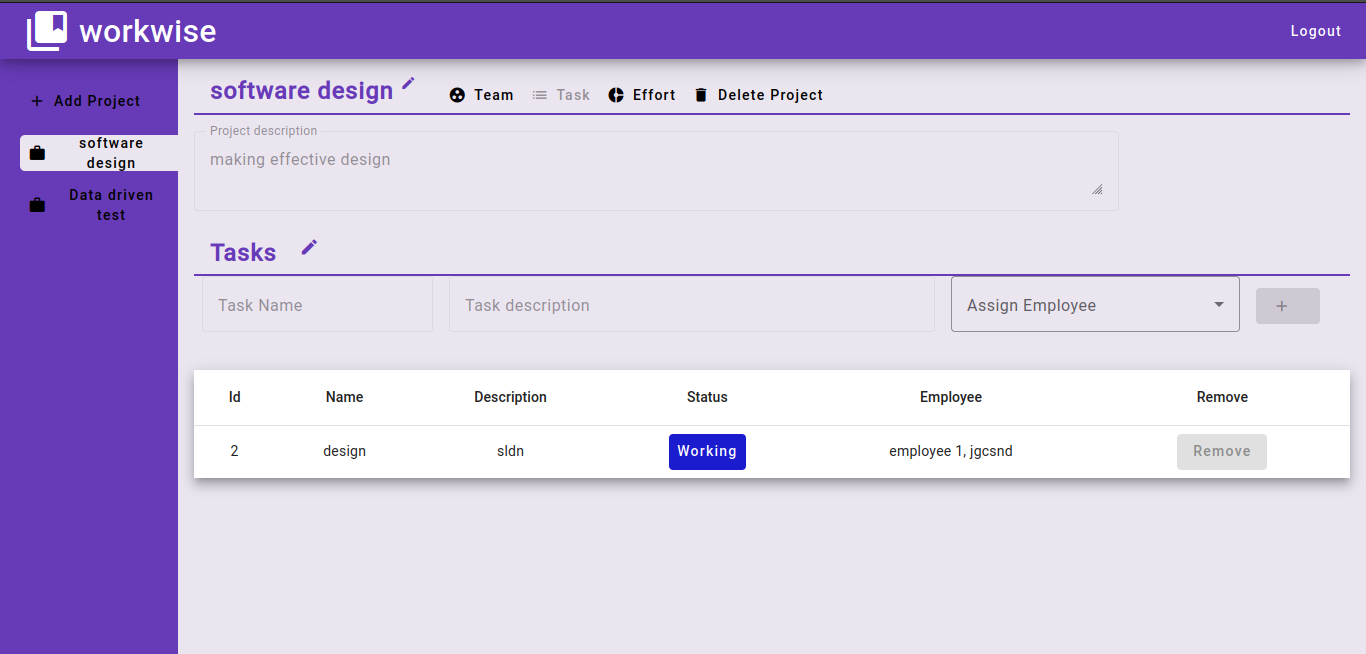 workwise
Logout
+ Add Project
software
design
Data driven
test
software design
Team Task Effort Delete Project
Project description
making effective design
Tasks
Task Name Task description Assign Employee +
Id Name Description Status Employee Remove
2 design sldn Working employee 1, jgcsnd Remove